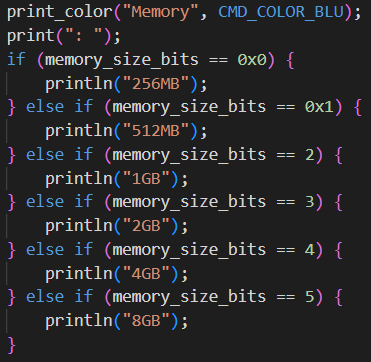 print_color("Memory", CMD_COLOR_BLU);
print(": ");
if (memory_size_bits == 0x0) {
    println("256MB");
} else if (memory_size_bits == 0x1) {
    println("512MB");
} else if (memory_size_bits == 2) {
    println("1GB");
} else if (memory_size_bits == 3) {
    println("2GB");
} else if (memory_size_bits == 4) {
    println("4GB");
} else if (memory_size_bits == 5) {
    println("8GB");
}